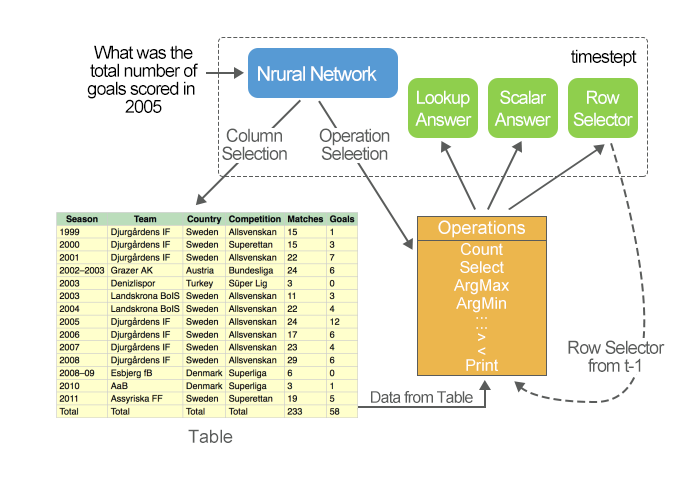 What was the
total number of
goals scored in
2005
Nrural Network
timestept
Lookup
Answer
Scalar
Answer
Row
Selector
Column
Selection
Operation
Seleetion
Season Team Country Competition Matches Goals
1999 Djurgårdens IF Sweden Allsvenskan 15 1
2000 Djurgårdens IF Sweden Superettan 15 3
2001 Djurgårdens IF Sweden Allsvenskan 22 7
2002–2003 Grazer AK Austria Bundesliga 24 6
2003 Denizlispor Turkey Süper Lig 3 0
2003 Landskrona BoIS Sweden Allsvenskan 11 3
2004 Landskrona BoIS Sweden Allsvenskan 22 4
2005 Djurgårdens IF Sweden Allsvenskan 24 12
2006 Djurgårdens IF Sweden Allsvenskan 17 6
2007 Djurgårdens IF Sweden Allsvenskan 23 4
2008 Djurgårdens IF Sweden Allsvenskan 29 6
2008–09 Esbjerg fB Denmark Superliga 6 0
2010 AaB Denmark Superliga 3 1
2011 Assyriska FF Sweden Superettan 19 5
Total Total Total Total 233 58
Table
Operations
Count
Select
ArgMax
ArgMin
...
...
>
<
Print
Data from Table
Row Selector
from t-1